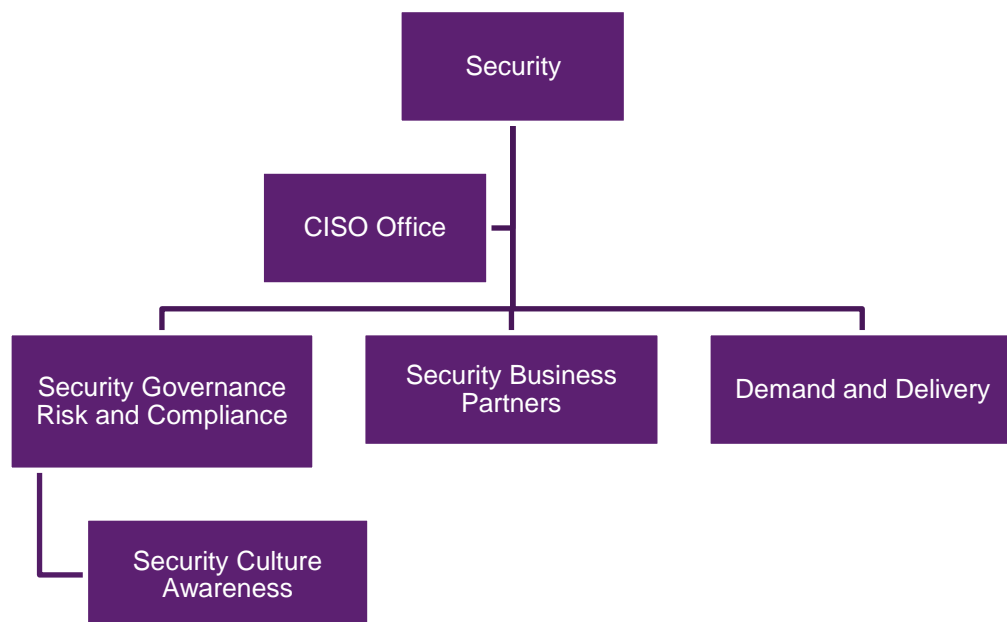 Security
CISO Office
Security Governance
Risk and Compliance
Security Business
Partners
Demand and Delivery
Security Culture
Awareness